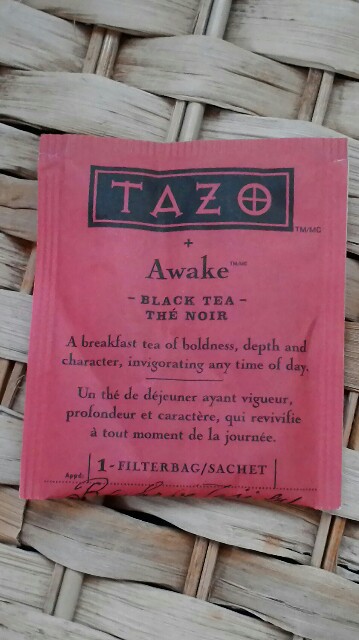 TAZO
TM/MC
+
Awake TM/MC
- BLACK TEA -
THÉ NOIR
A breakfast tea of boldness, depth and
character, invigorating any time of day.
Un thé de déjeuner ayant vigueur,
profondeur et caractère, qui revivifie
à tout moment de la journée.
1-FILTERBAG/SACHET